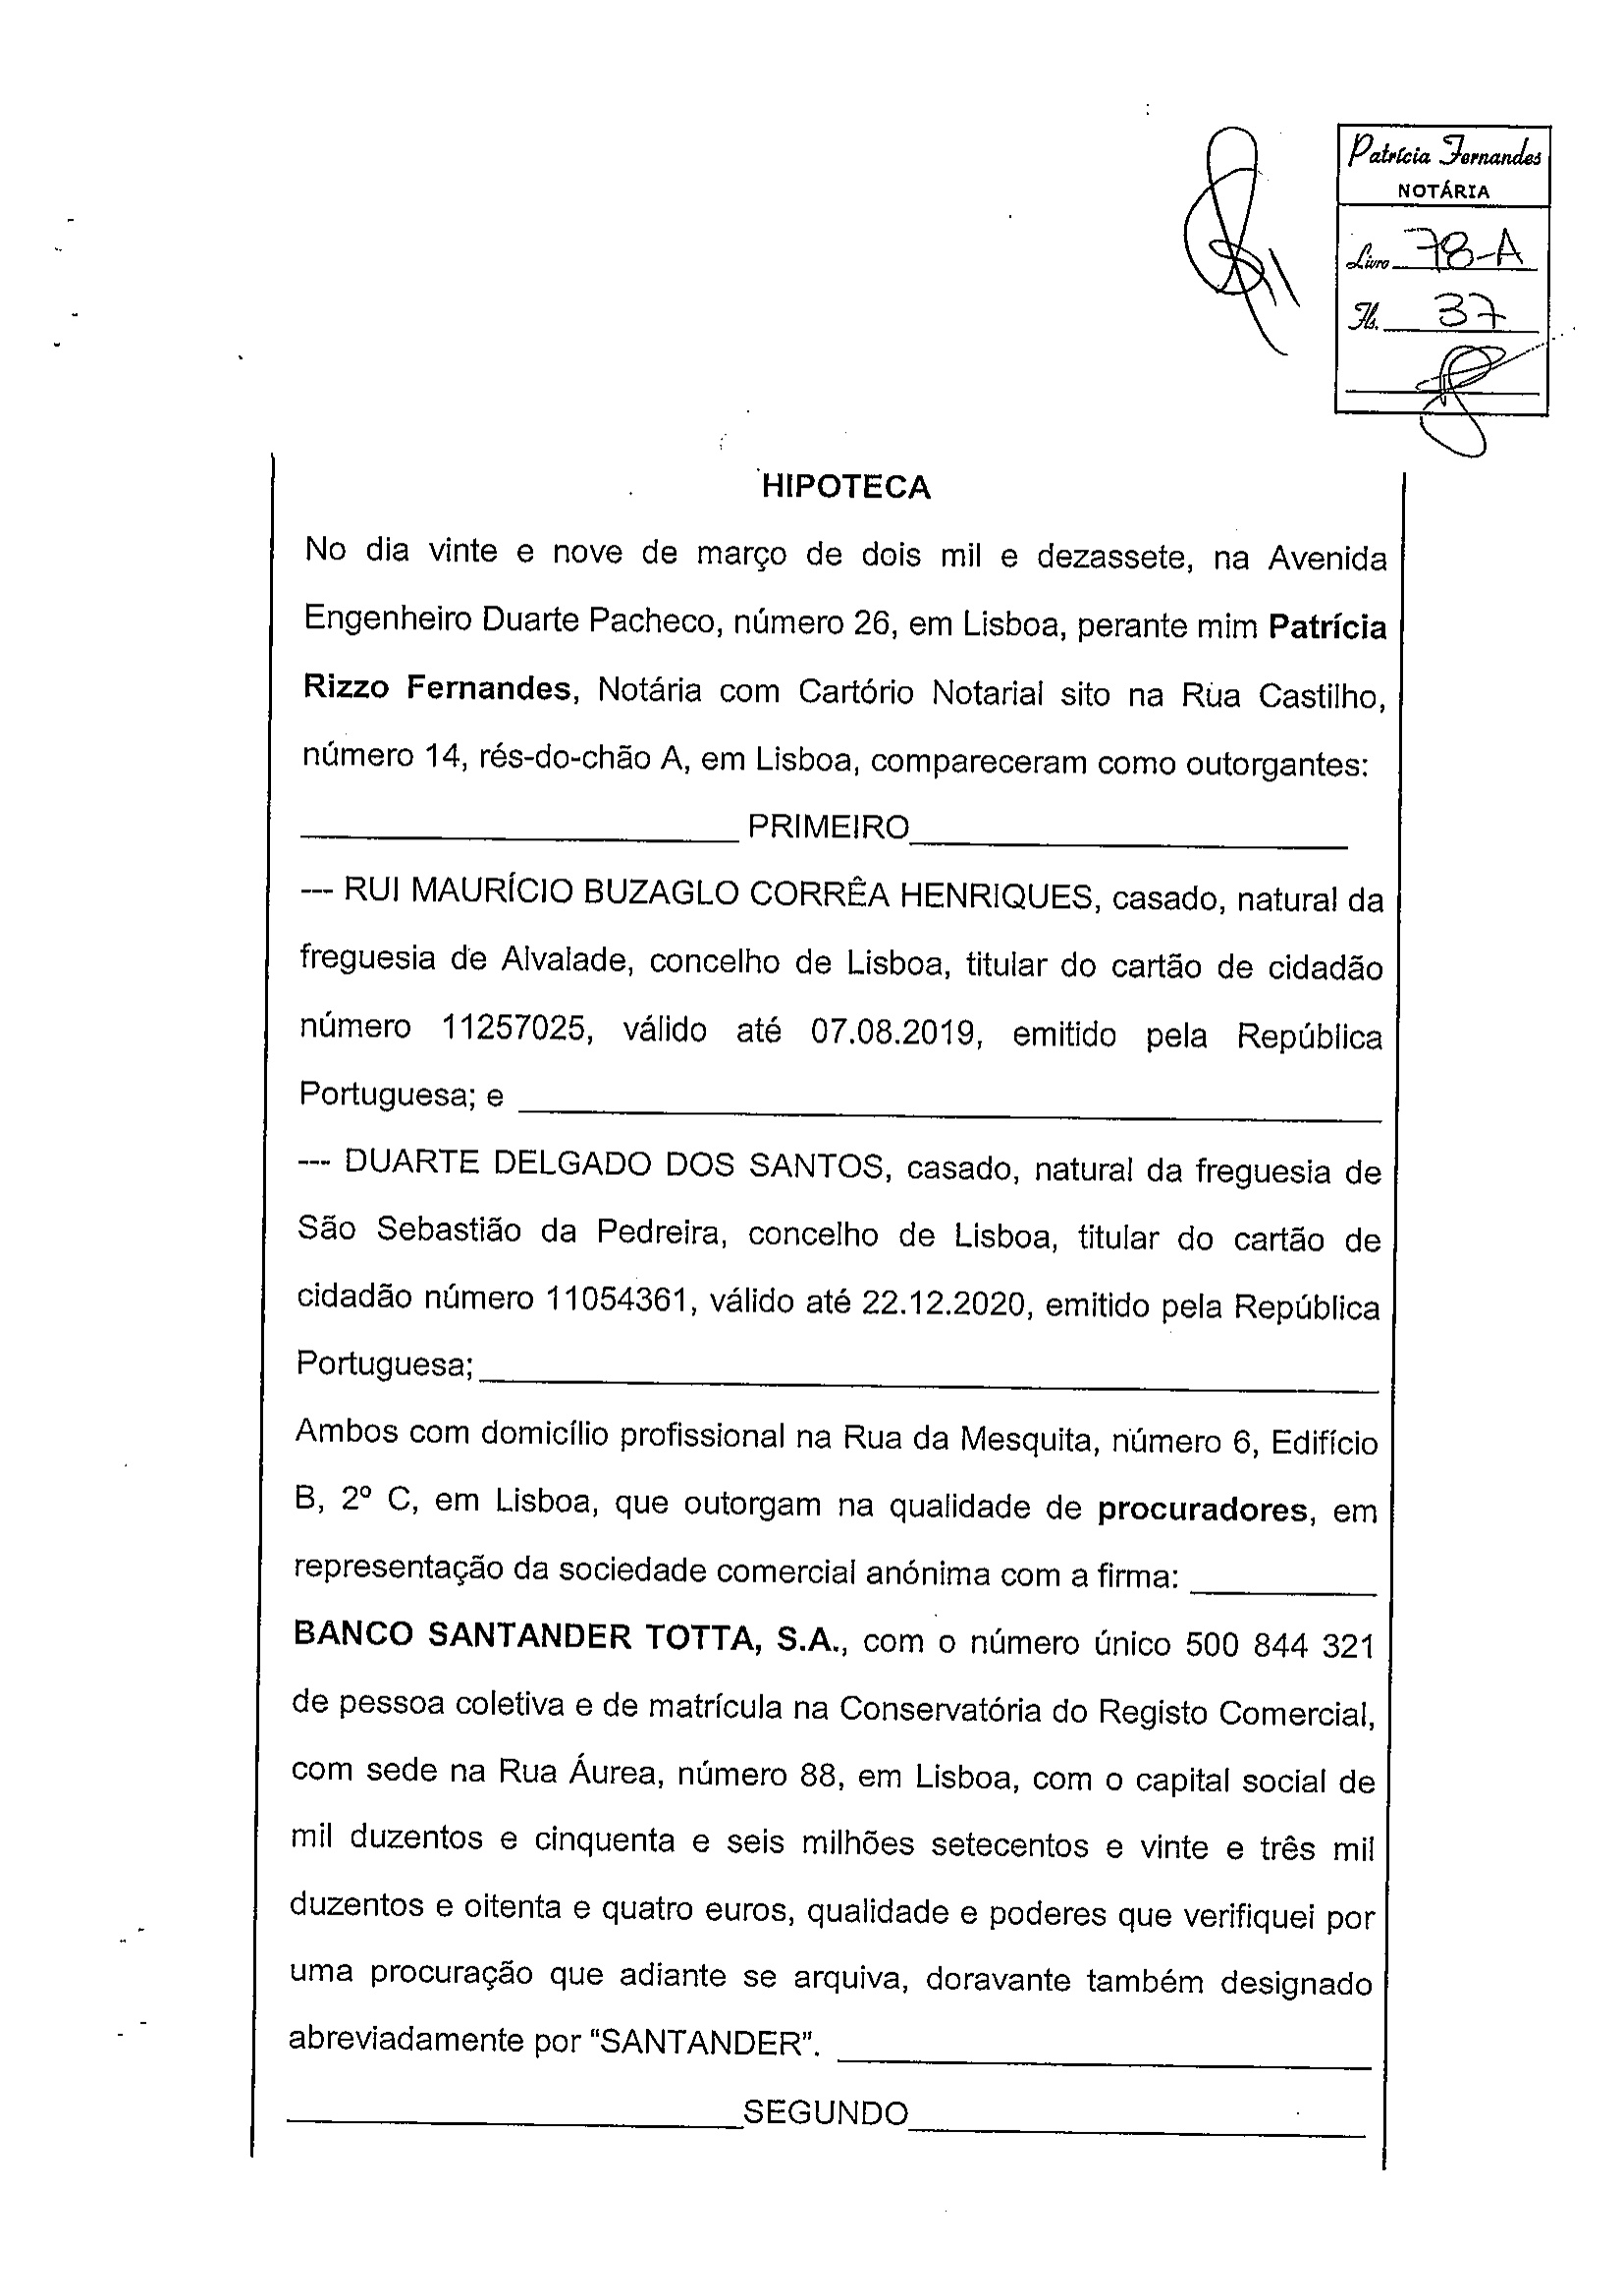 Patrícia Fernandes
NOTÁRIA
Livro 78-A
Fls. 37
HIPOTECA
No dia vinte e nove de março de dois mil e dezassete, na Avenida
Engenheiro Duarte Pacheco, número 26, em Lisboa, perante mim Patrícia
Rizzo Fernandes, Notária com Cartório Notarial sito na Rua Castilho,
número 14, rés-do-chão A, em Lisboa, compareceram como outorgantes:
PRIMEIRO
--- RUI MAURÍCIO BUZAGLO CORRÊA HENRIQUES, casado, natural da
freguesia de Alvalade, concelho de Lisboa, titular do cartão de cidadão
número 11257025, válido até 07.08.2019, emitido pela República
Portuguesa; e
--- DUARTE DELGADO DOS SANTOS, casado, natural da freguesia de
São Sebastião da Pedreira, concelho de Lisboa, titular do cartão de
cidadão número 11054361, válido até 22.12.2020, emitido pela República
Portuguesa;
Ambos com domicílio profissional na Rua da Mesquita, número 6, Edifício
B, 2º C, em Lisboa, que outorgam na qualidade de procuradores, em
representação da sociedade comercial anónima com a firma:
BANCO SANTANDER TOTTA, S.A., com o número único 500 844 321
de pessoa coletiva e de matrícula na Conservatória do Registo Comercial,
com sede na Rua Áurea, número 88, em Lisboa, com o capital social de
mil duzentos e cinquenta e seis milhões setecentos e vinte e três mil
duzentos e oitenta e quatro euros, qualidade e poderes que verifiquei por
uma procuração que adiante se arquiva, doravante também designado
abreviadamente por “SANTANDER”.
SEGUNDO